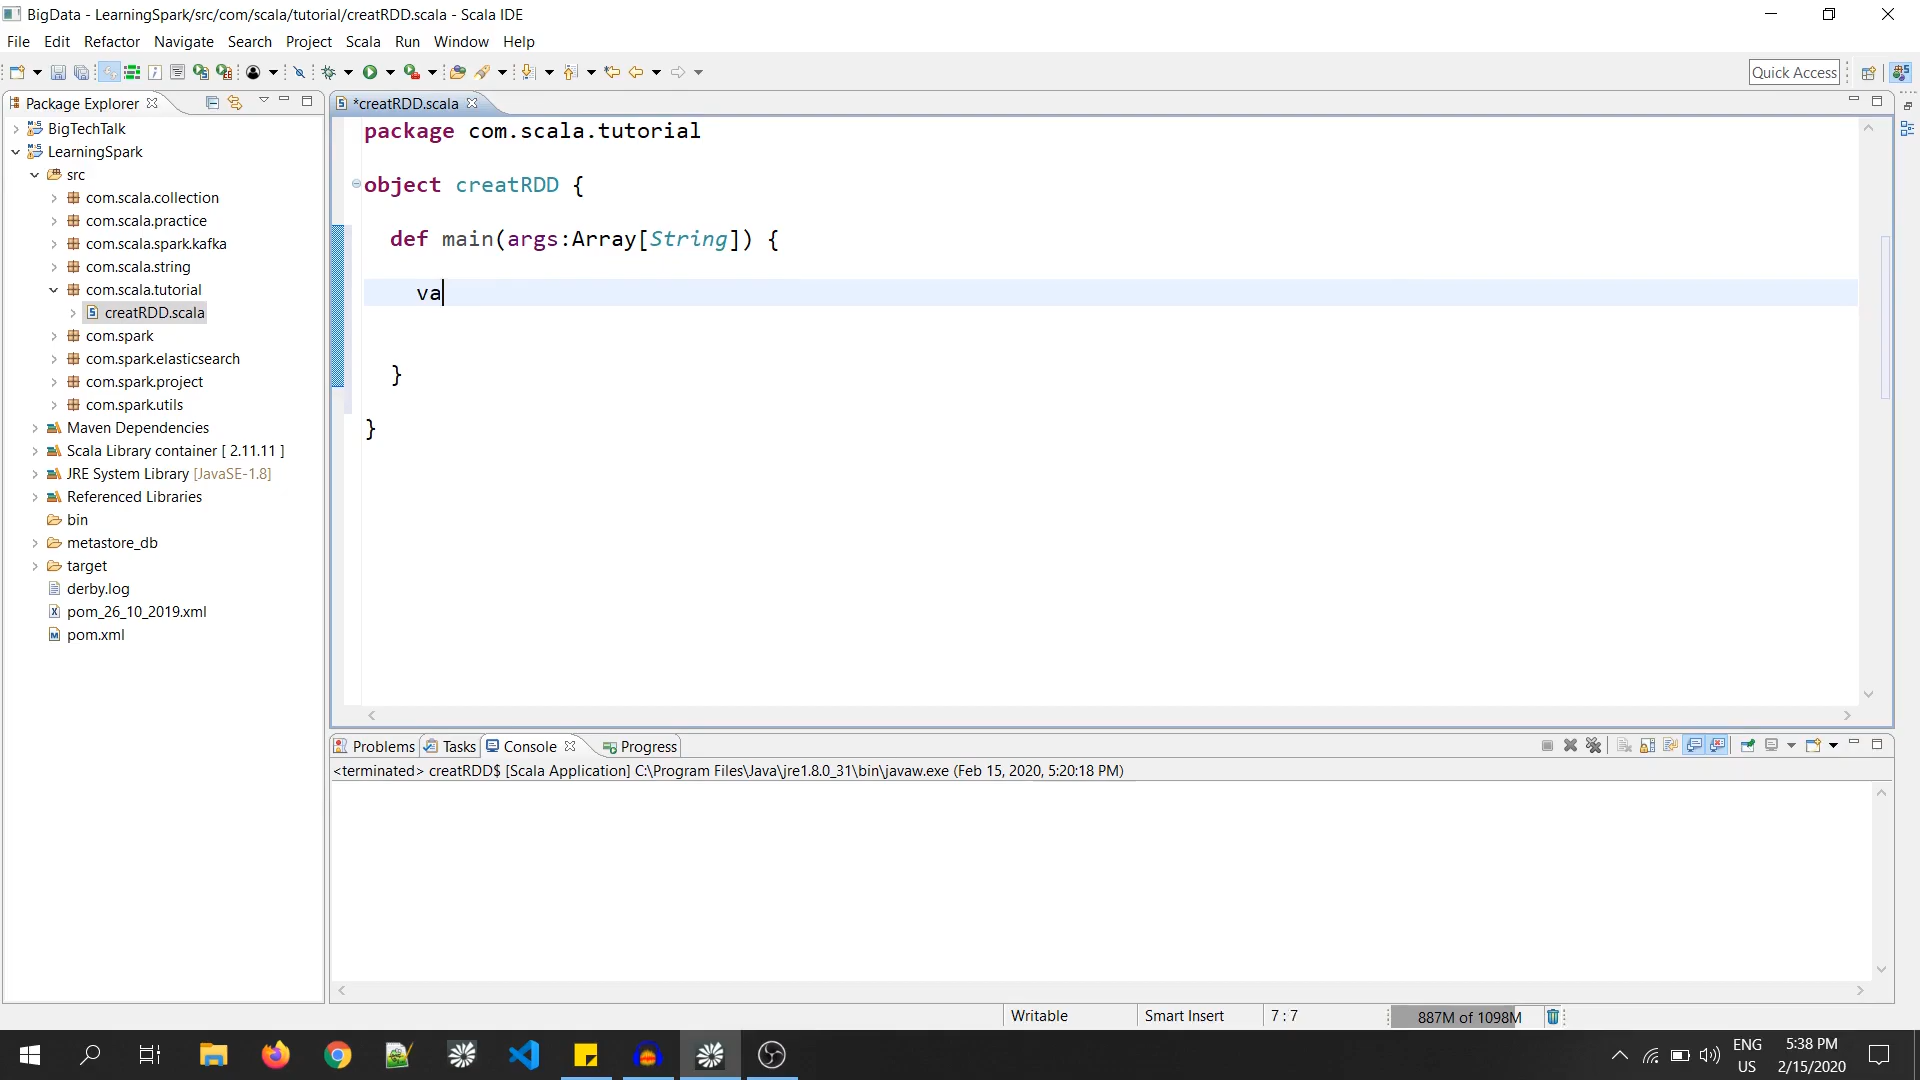 BigData - LearningSpark/src/com/scala/tutorial/creatRDD.scala - Scala IDE
File Edit Refactor Navigate Search Project Scala Run Window Help
Quick Access
Package Explorer
*creatRDD.scala
BigTechTalk
LearningSpark
src
com.scala.collection
com.scala.practice
com.scala.spark.kafka
com.scala.string
com.scala.tutorial
creatRDD.scala
com.spark
com.spark.elasticsearch
com.spark.project
com.spark.utils
Maven Dependencies
Scala Library container [ 2.11.11 ]
JRE System Library [JavaSE-1.8]
Referenced Libraries
bin
metastore_db
target
derby.log
pom_26_10_2019.xml
pom.xml
package com.scala.tutorial
object creatRDD {
def main(args:Array[String]) {
va
}
}
Problems Tasks Console Progress
<terminated> creatRDD$ [Scala Application] C:\Program Files\Java\jre1.8.0_31\bin\javaw.exe (Feb 15, 2020, 5:20:18 PM)
Writable Smart Insert 7 : 7 887M of 1098M
ENG 5:38 PM
US 2/15/2020